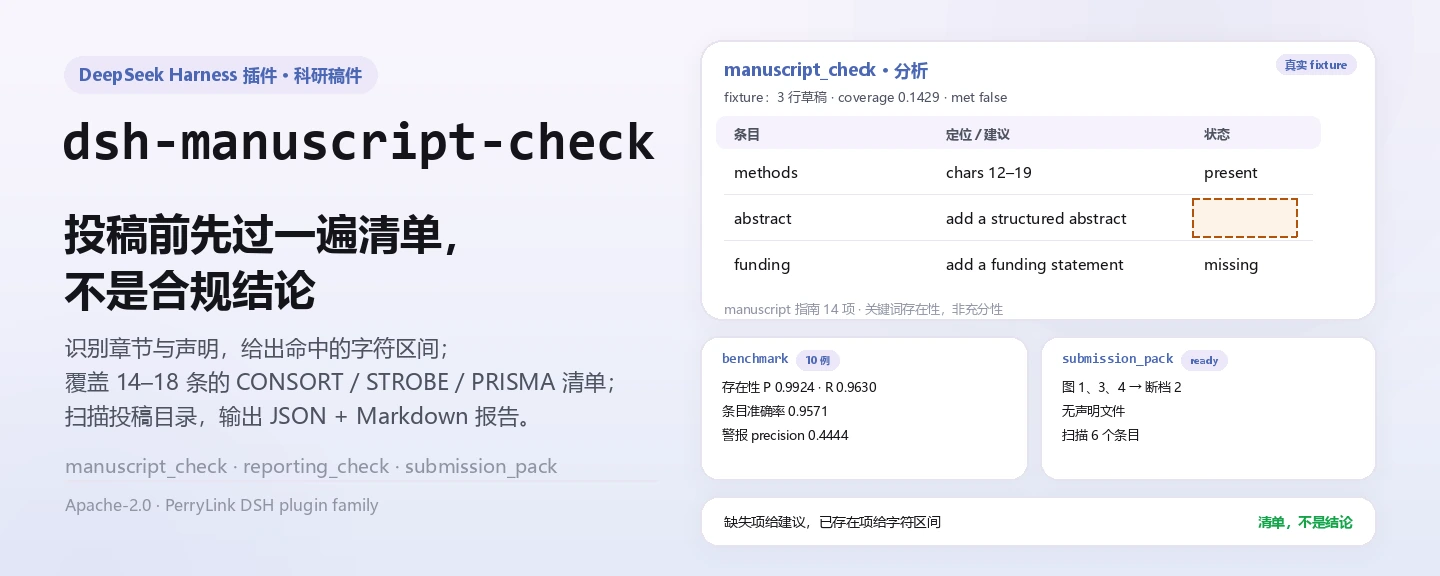 DeepSeek Harness 插件 • 科研稿件
dsh-manuscript-check
投稿前先过一遍清单，
不是合规结论
识别章节与声明，给出命中的字符区间；
覆盖 14–18 条的 CONSORT / STROBE / PRISMA 清单；
扫描投稿目录，输出 JSON + Markdown 报告。
manuscript_check · reporting_check · submission_pack
Apache-2.0 · PerryLink DSH plugin family
manuscript_check • 分析
真实 fixture
fixture：3 行草稿 · coverage 0.1429 · met false
条目 定位 / 建议 状态
methods chars 12–19 present
abstract add a structured abstract
funding add a funding statement missing
manuscript 指南 14 项 · 关键词存在性，非充分性
benchmark 10 例
存在性 P 0.9924 · R 0.9630
条目准确率 0.9571
警报 precision 0.4444
submission_pack ready
图 1、3、4 → 断档 2
无声明文件
扫描 6 个条目
缺失项给建议，已存在项给字符区间
清单，不是结论